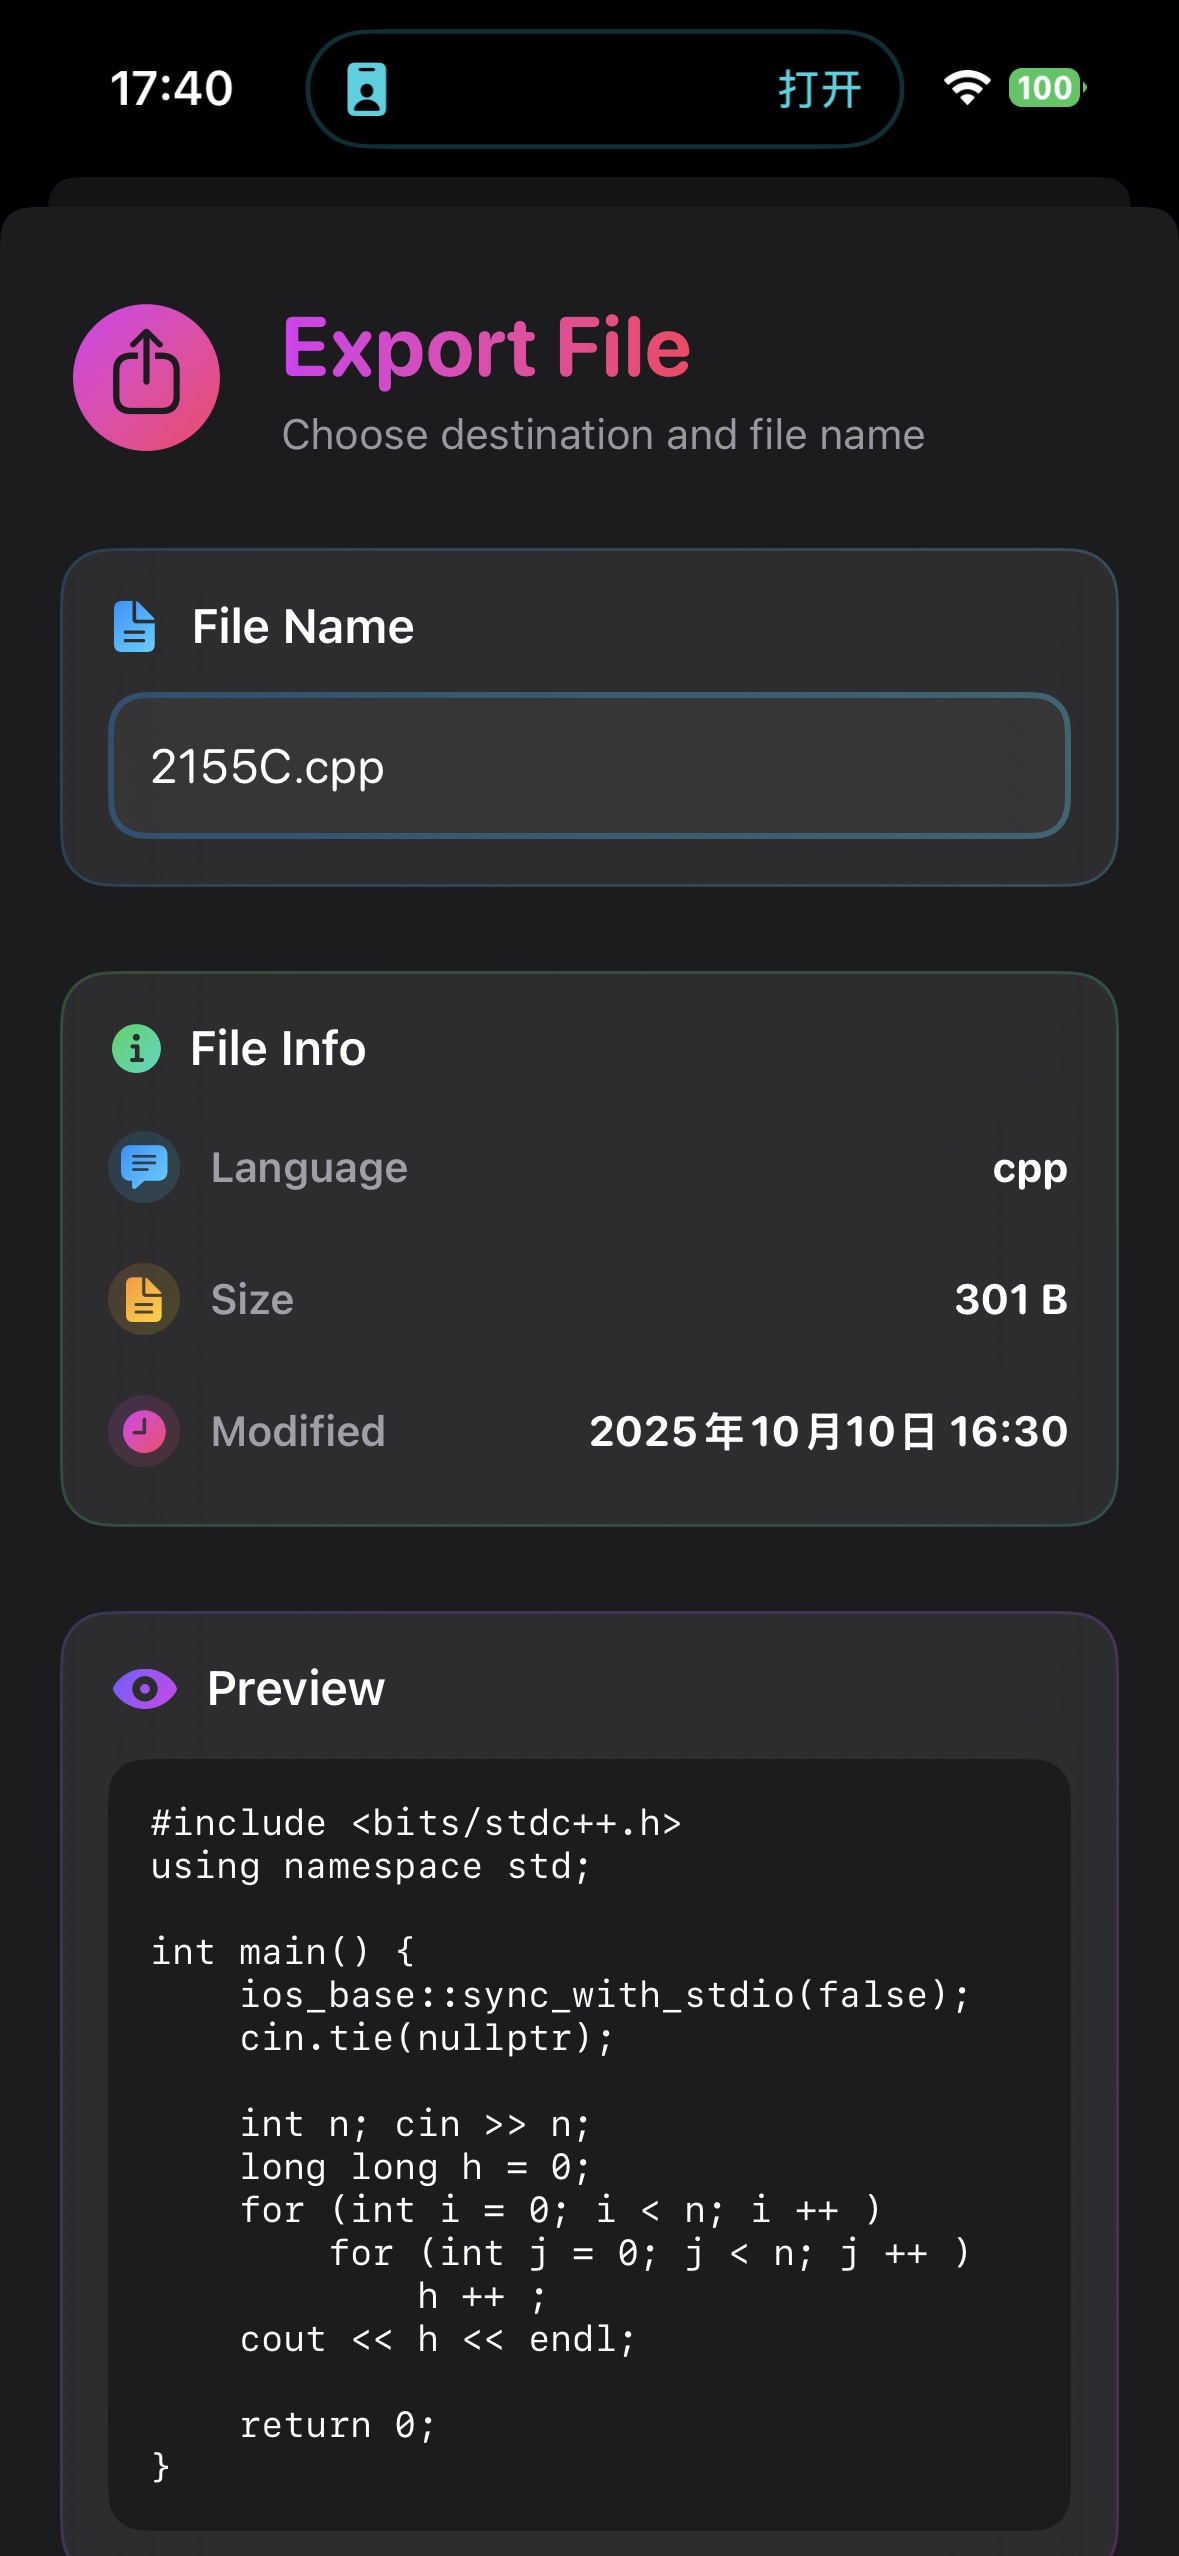 17:40
打开
100
Export File
Choose destination and file name
File Name
2155C.cpp
File Info
Language
cpp
Size
301 B
Modified
2025年10月10日 16:30
Preview
#include <bits/stdc++.h>
using namespace std;
int main() {
    ios_base::sync_with_stdio(false);
    cin.tie(nullptr);
    int n; cin >> n;
    long long h = 0;
    for (int i = 0; i < n; i ++ )
        for (int j = 0; j < n; j ++ )
            h ++ ;
    cout << h << endl;
    return 0;
}